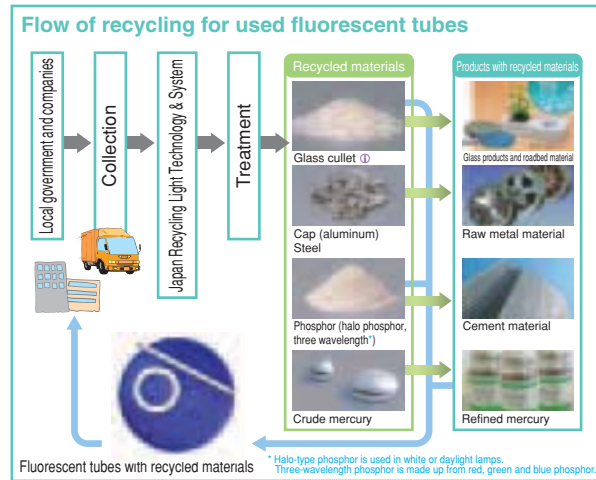 Flow of recycling for used fluorescent tubes
Local government and companies
Collection
Japan Recycling Light Technology & System
Treatment
Recycled materials
Glass cullet ①
Cap (aluminum)
Steel
Phosphor (halo phosphor,
three wavelength*)
Crude mercury
Products with recycled materials
Glass products and roadbed material
Raw metal material
Cement material
Refined mercury
Fluorescent tubes with recycled materials
* Halo-type phosphor is used in white or daylight lamps.
Three-wavelength phosphor is made up from red, green and blue phosphor.